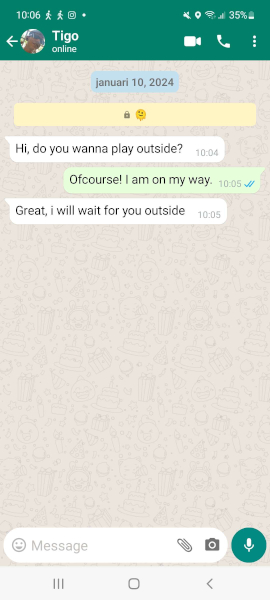 10:06 35%
Tigo
online
januari 10, 2024
Hi, do you wanna play outside? 10:04
Ofcourse! I am on my way. 10:05
Great, i will wait for you outside 10:05
Message